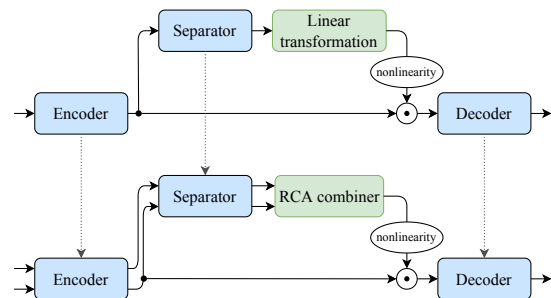 Separator
Linear
transformation
nonlinearity
Encoder
Decoder
Separator
RCA combiner
nonlinearity
Encoder
Decoder